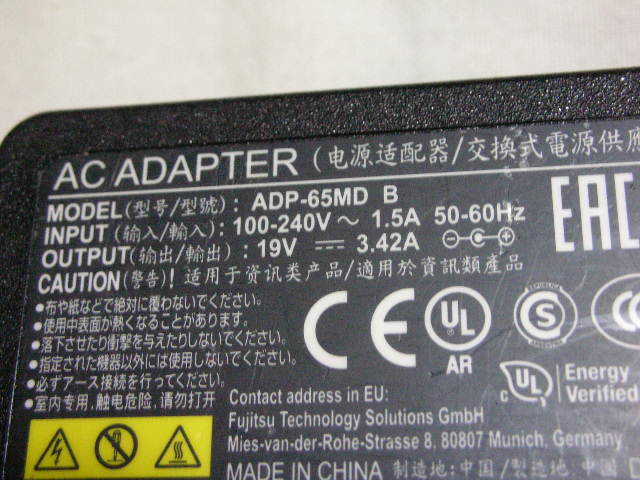 AC ADAPTER (电源适配器/交換式電源供應
MODEL(型号/型號): ADP-65MD B
INPUT(输入/輸入): 100-240V ~ 1.5A 50-60Hz
OUTPUT(输出/輸出): 19V ⎓ 3.42A
EAC
CAUTION(警告)! 适用于资讯类产品/適用於資訊類產品
•布や紙などで絶対に覆わないでください。
•使用中表面が熱くなることがあります。
•落下させたり衝撃を与えたりしないでください。
•指定された機器以外には使用しないでください。
•必ずアース接続を行ってください。
•室内专用,触电危险,请勿打开
CE
UL
AR
S
c UL us
Energy
Verified
Contact address in EU:
Fujitsu Technology Solutions GmbH
Mies-van-der-Rohe-Strasse 8, 80807 Munich, Germany
MADE IN CHINA 制造地:中国/製造地:中國